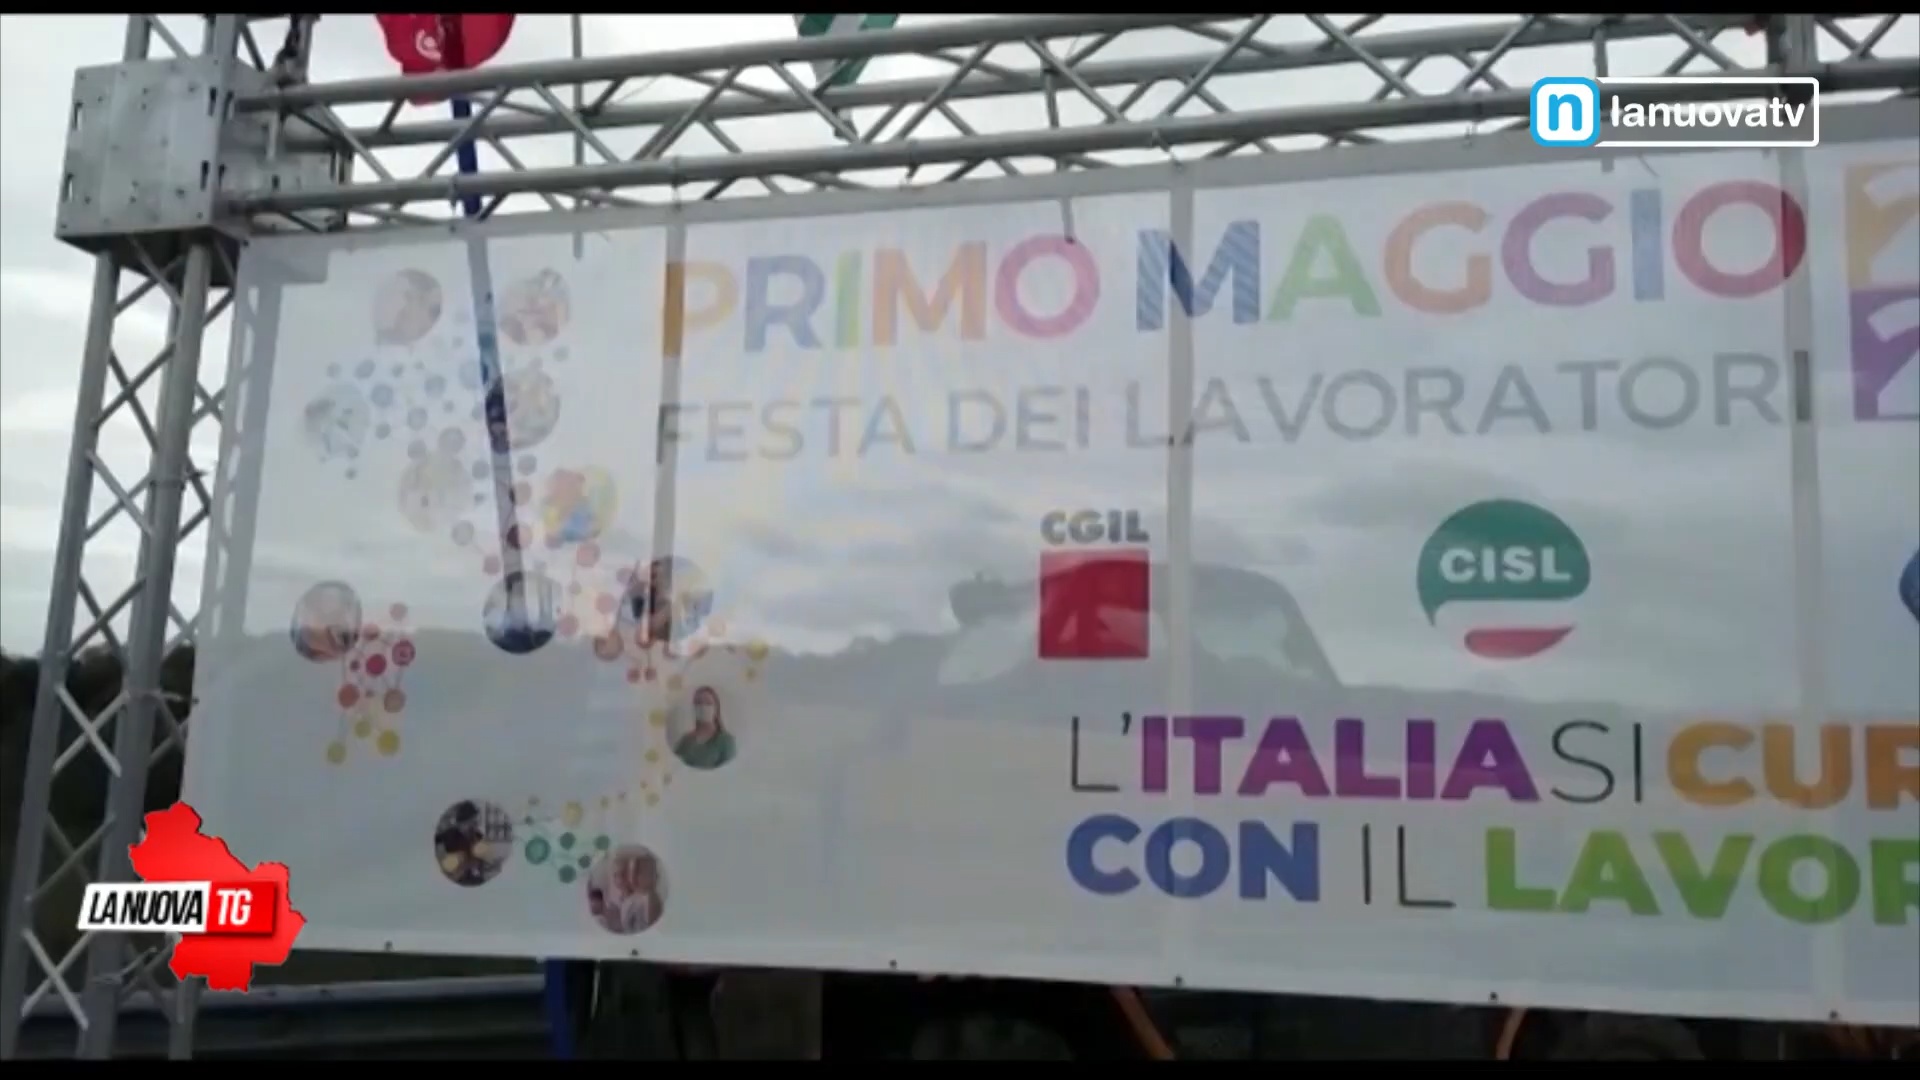 lanuovatv
PRIMO MAGGIO
FESTA DEI LAVORATORI
CGIL
CISL
L'ITALIA SI CUR
CON IL LAVOR
LA NUOVA TG